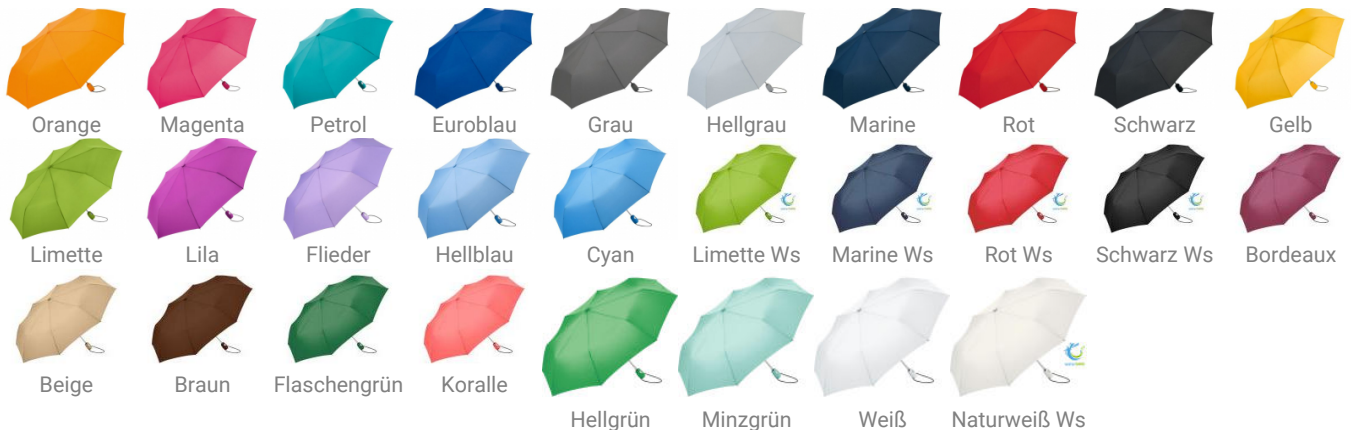 Orange Magenta Petrol Euroblau Grau Hellgrau Marine Rot Schwarz Gelb
Limette Lila Flieder Hellblau Cyan Limette Ws Marine Ws Rot Ws Schwarz Ws Bordeaux
Beige Braun Flaschengrün Koralle
Hellgrün Minzgrün Weiß Naturweiß Ws